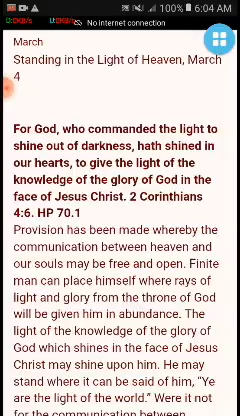 U:0KB/s U:0KB/s 100% 6:04 AM
No internet connection
March
Standing in the Light of Heaven, March
4
For God, who commanded the light to
shine out of darkness, hath shined in
our hearts, to give the light of the
knowledge of the glory of God in the
face of Jesus Christ. 2 Corinthians
4:6. HP 70.1
Provision has been made whereby the
communication between heaven and
our souls may be free and open. Finite
man can place himself where rays of
light and glory from the throne of God
will be given him in abundance. The
light of the knowledge of the glory of
God which shines in the face of Jesus
Christ may shine upon him. He may
stand where it can be said of him, “Ye
are the light of the world.” Were it not
for the communication between